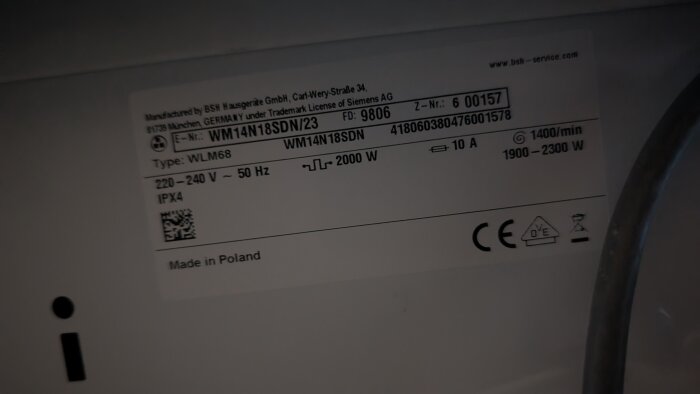 www.bsh-service.com
Manufactured by BSH Hausgeräte GmbH, Carl-Wery-Straße 34,
81739 München, GERMANY under Trademark License of Siemens AG
E-Nr.: WM14N18SDN/23 FD: 9806 Z-Nr.: 6 00157
Type: WLM68 WM14N18SDN 418060380476001578
220-240 V ~ 50 Hz 2000 W 10 A 1400/min
IPX4 1900-2300 W
Made in Poland
CE DVE
i